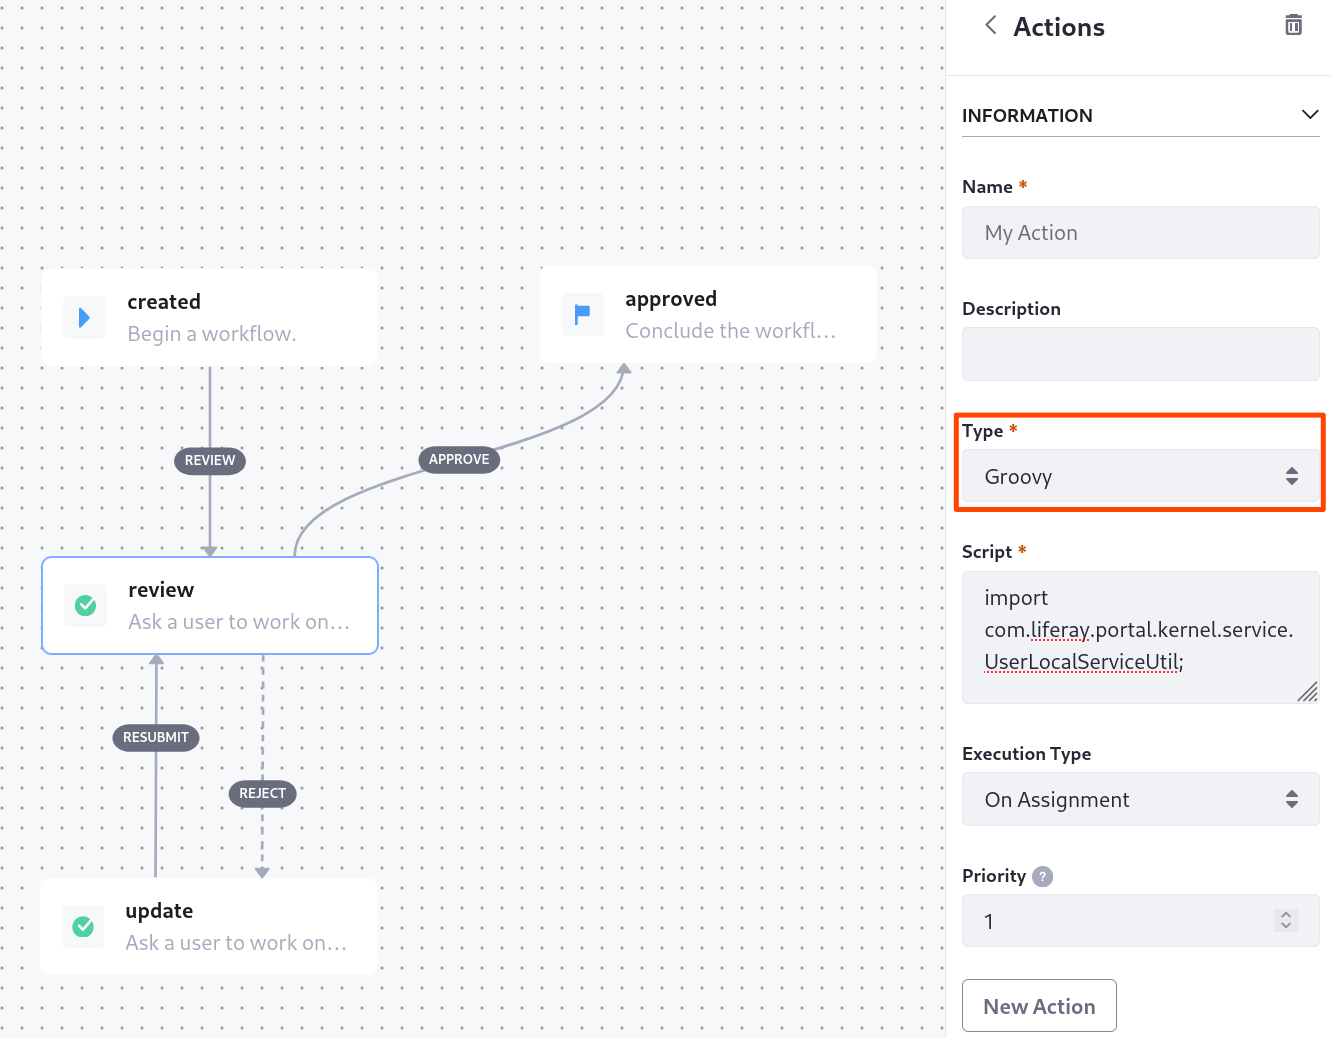 Actions
INFORMATION
Name *
My Action
Description
Type *
Groovy
Script *
import
com.liferay.portal.kernel.service.
UserLocalServiceUtil;
Execution Type
On Assignment
Priority ?
1
New Action
created
Begin a workflow.
approved
Conclude the workfl...
REVIEW
APPROVE
review
Ask a user to work on...
RESUBMIT
REJECT
update
Ask a user to work on...